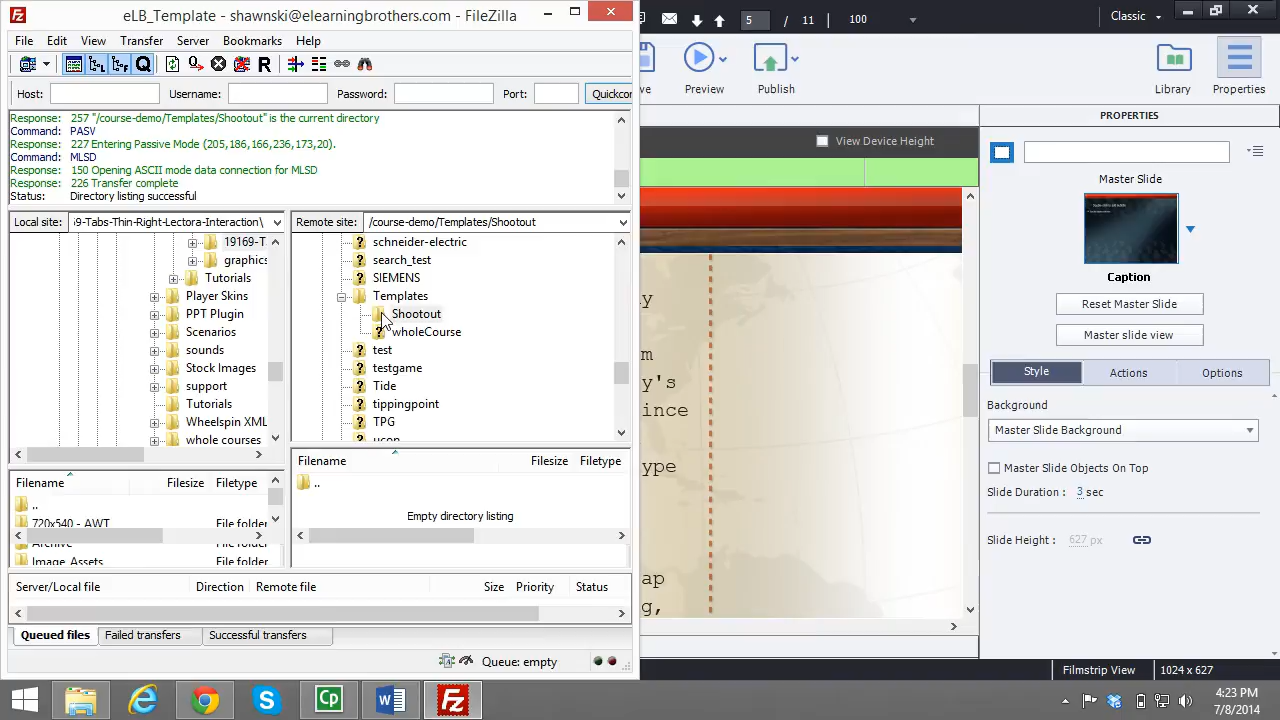 eLB_Template - shawnski@elearningbrothers.com - FileZilla
5 / 11 100 Classic
File Edit View Transfer Server Bookmarks Help
Preview Publish Library Properties
Host: Username: Password: Port: Quickcor
Response: 257 "/course-demo/Templates/Shootout" is the current directory
Command: PASV
Response: 227 Entering Passive Mode (205,186,166,236,173,20).
Command: MLSD
Response: 150 Opening ASCII mode data connection for MLSD
Response: 226 Transfer complete
Status: Directory listing successful
View Device Height
PROPERTIES
Master Slide
Caption
Reset Master Slide
Master slide view
Style Actions Options
Background
Master Slide Background
Master Slide Objects On Top
Slide Duration : 3 sec
Slide Height : 627 px
Local site: i9-Tabs-Thin-Right-Lectora-Interaction\
19169-T
graphics
Tutorials
Player Skins
PPT Plugin
Scenarios
sounds
Stock Images
support
Tutorials
Wheelspin XML
whole courses
Remote site: /course-demo/Templates/Shootout
schneider-electric
search_test
SIEMENS
Templates
Shootout
wholeCourse
test
testgame
Tide
tippingpoint
TPG
ucon
y
m
y's
ince
ype
ap
g,
Filename Filesize Filetype
..
720x540 - AWT File folder
Archive File folder
Image_Assets File folder
Filename Filesize Filetype
..
Empty directory listing
Server/Local file Direction Remote file Size Priority Status
Queued files Failed transfers Successful transfers
Queue: empty
Filmstrip View 1024 x 627
4:23 PM
7/8/2014